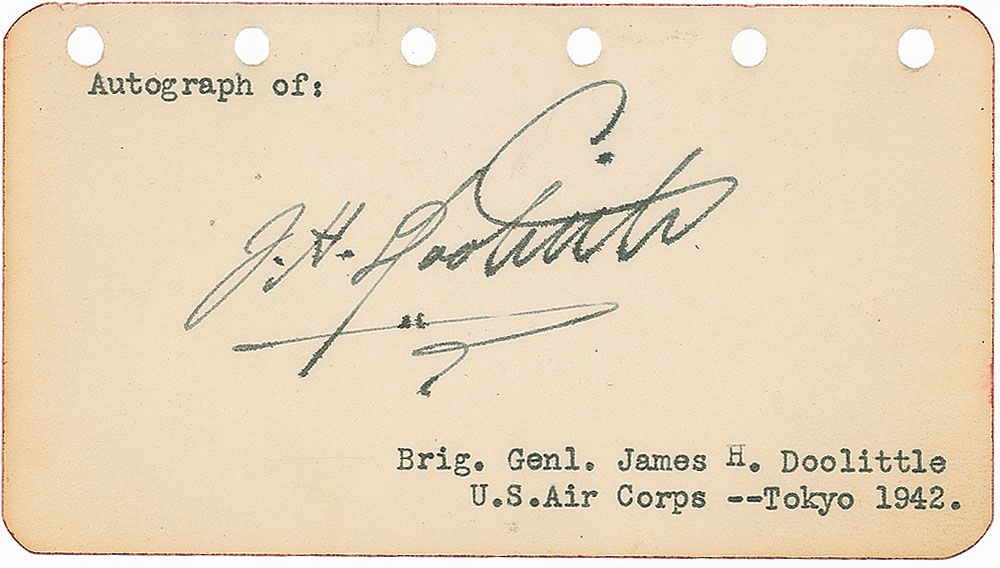 Autograph of:
J. H. Doolittle
Brig. Genl. James H. Doolittle
U.S.Air Corps --Tokyo 1942.